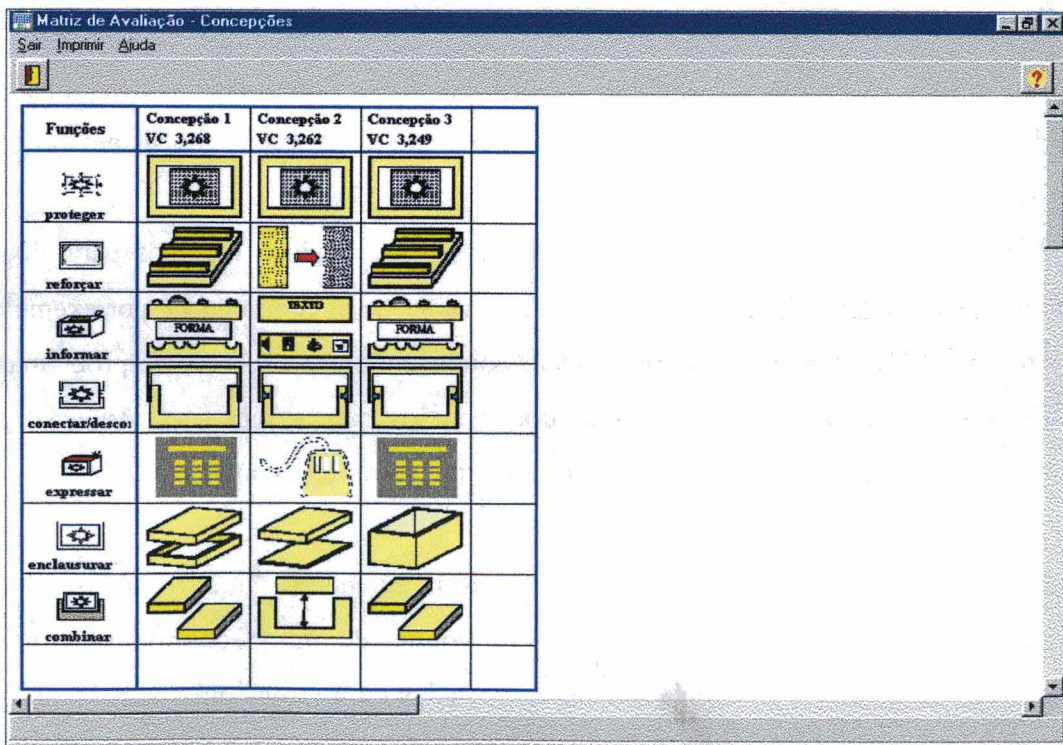 Matriz de Avaliação - Concepções
Sair Imprimir Ajuda
Funções
Concepção 1
VC 3,268
Concepção 2
VC 3,262
Concepção 3
VC 3,249
proteger
reforçar
informar
FORMA
TEXTO
FORMA
conectar/desco
expressar
enclausurar
combinar